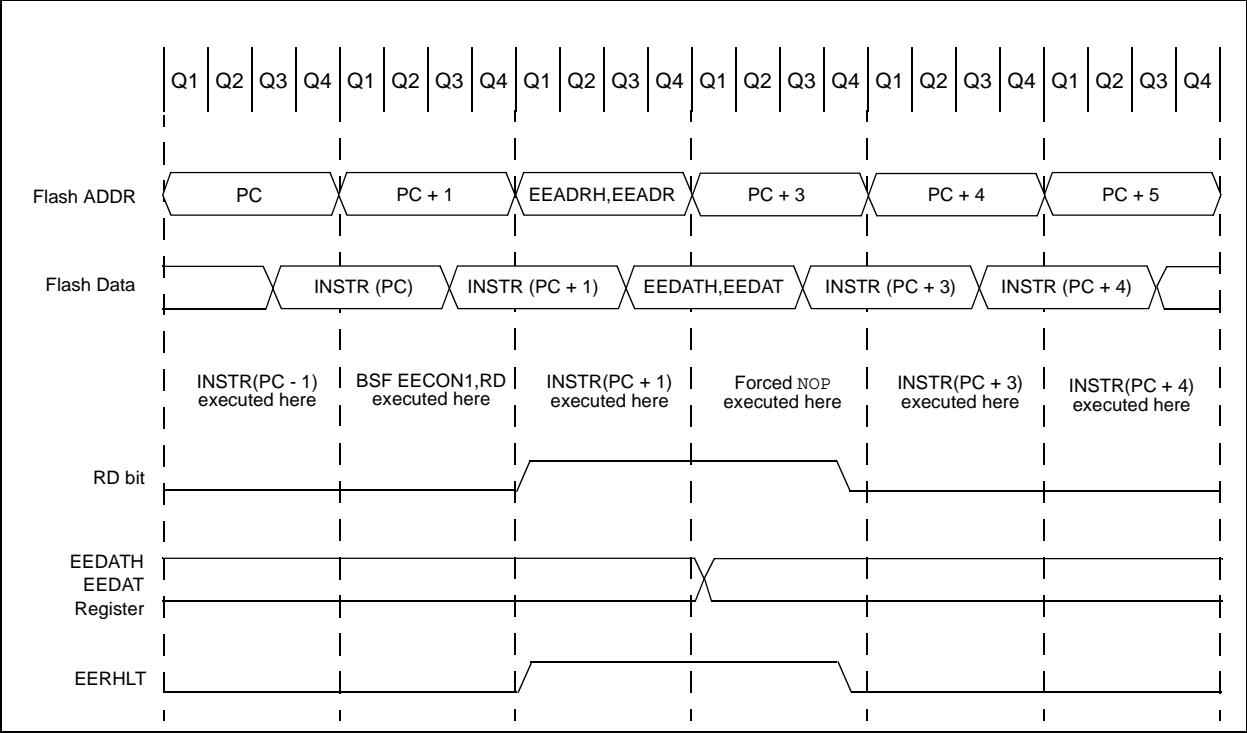 Q1 Q2 Q3 Q4 Q1 Q2 Q3 Q4 Q1 Q2 Q3 Q4 Q1 Q2 Q3 Q4 Q1 Q2 Q3 Q4 Q1 Q2 Q3 Q4
Flash ADDR PC PC + 1 EEADRH,EEADR PC + 3 PC + 4 PC + 5
Flash Data INSTR (PC) INSTR (PC + 1) EEDATH,EEDAT INSTR (PC + 3) INSTR (PC + 4)
INSTR(PC - 1) BSF EECON1,RD INSTR(PC + 1) Forced NOP INSTR(PC + 3) INSTR(PC + 4)
executed here executed here executed here executed here executed here executed here
RD bit
EEDATH
EEDAT
Register
EERHLT